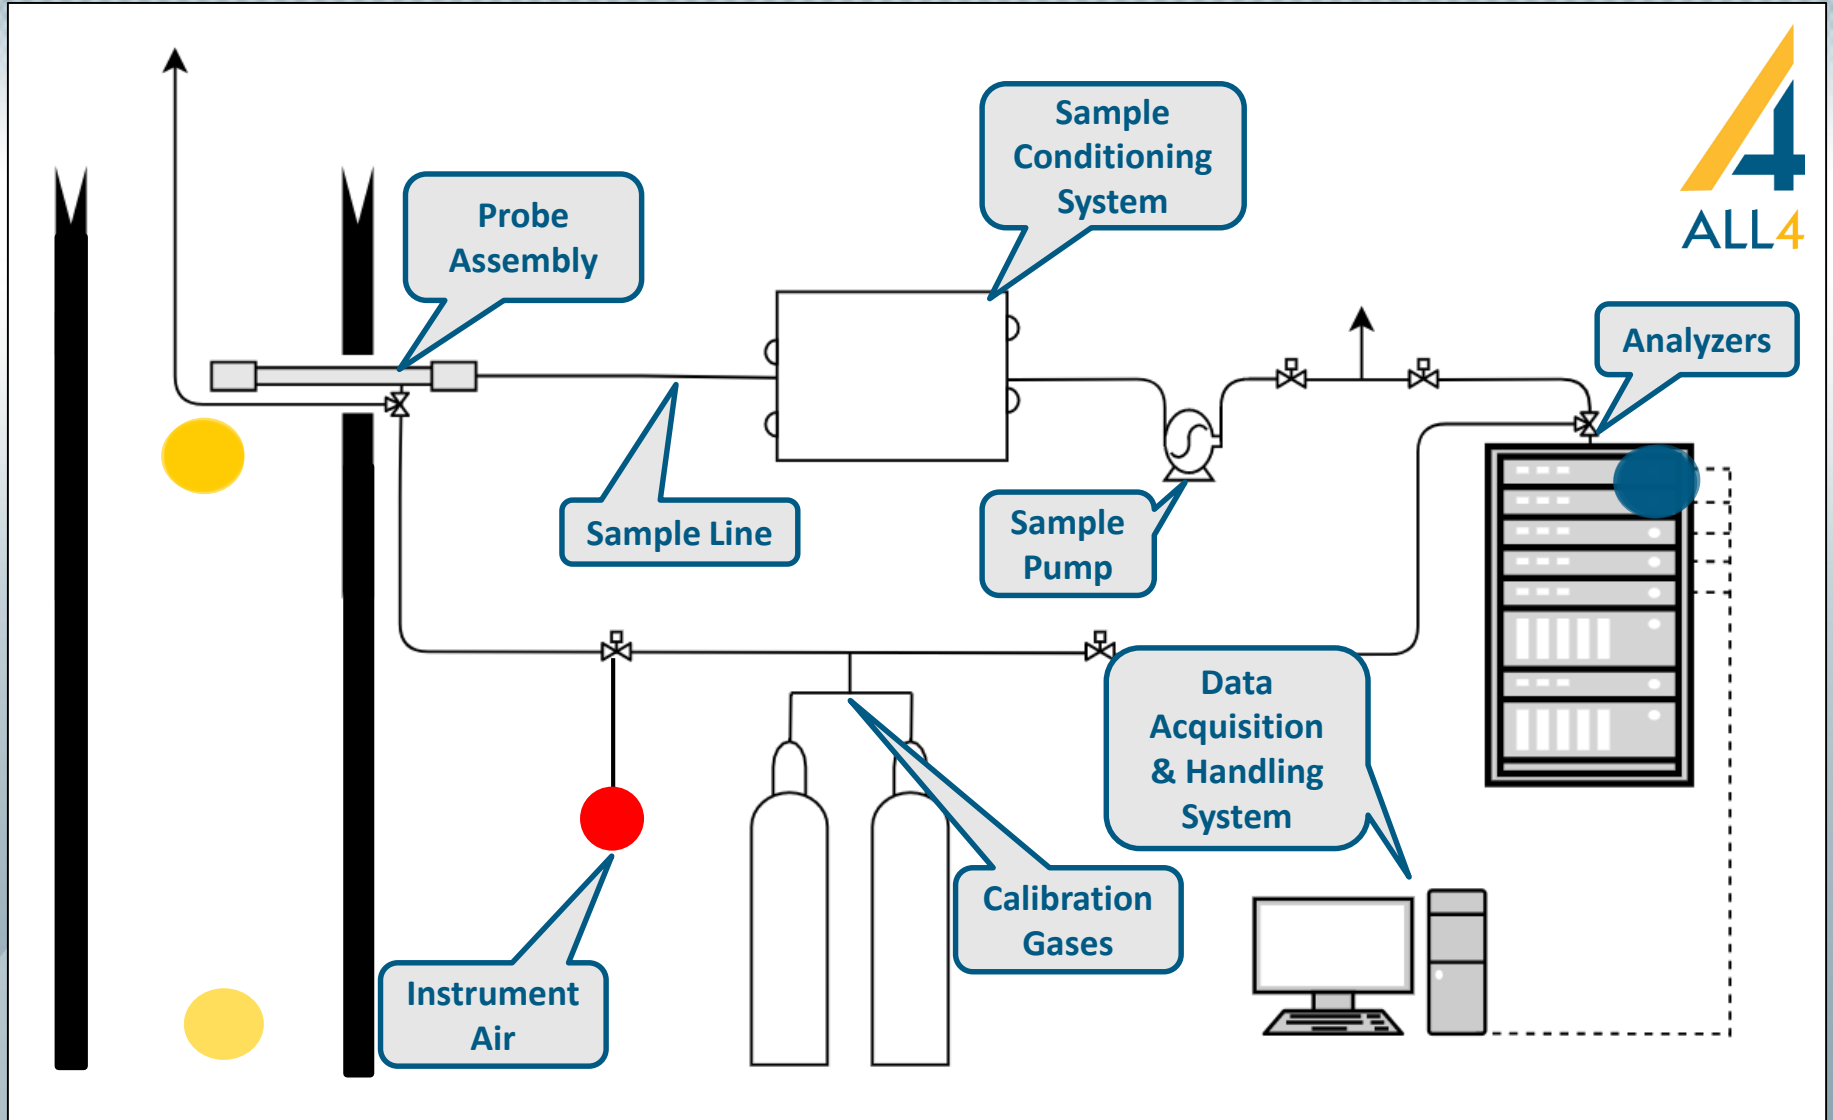 Sample
Conditioning
System
ALL4
Probe
Assembly
Analyzers
Sample Line
Sample
Pump
Data
Acquisition
& Handling
System
Calibration
Gases
Instrument
Air